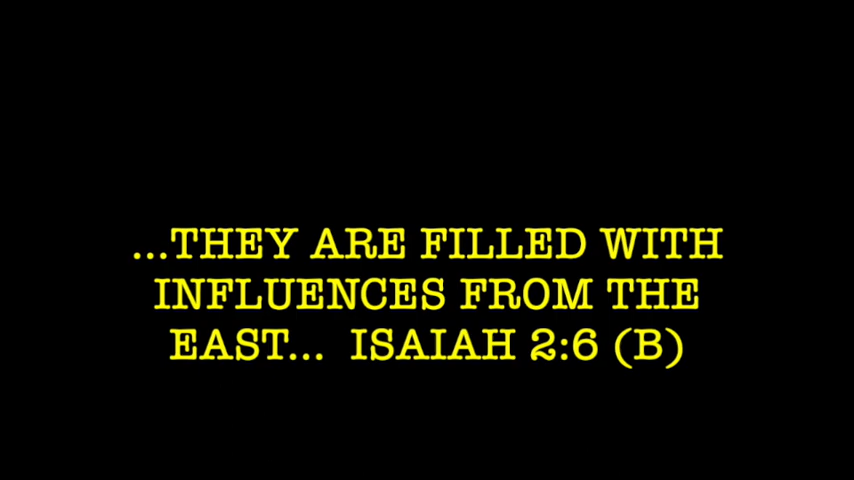 ...THEY ARE FILLED WITH
INFLUENCES FROM THE
EAST...  ISAIAH 2:6 (B)